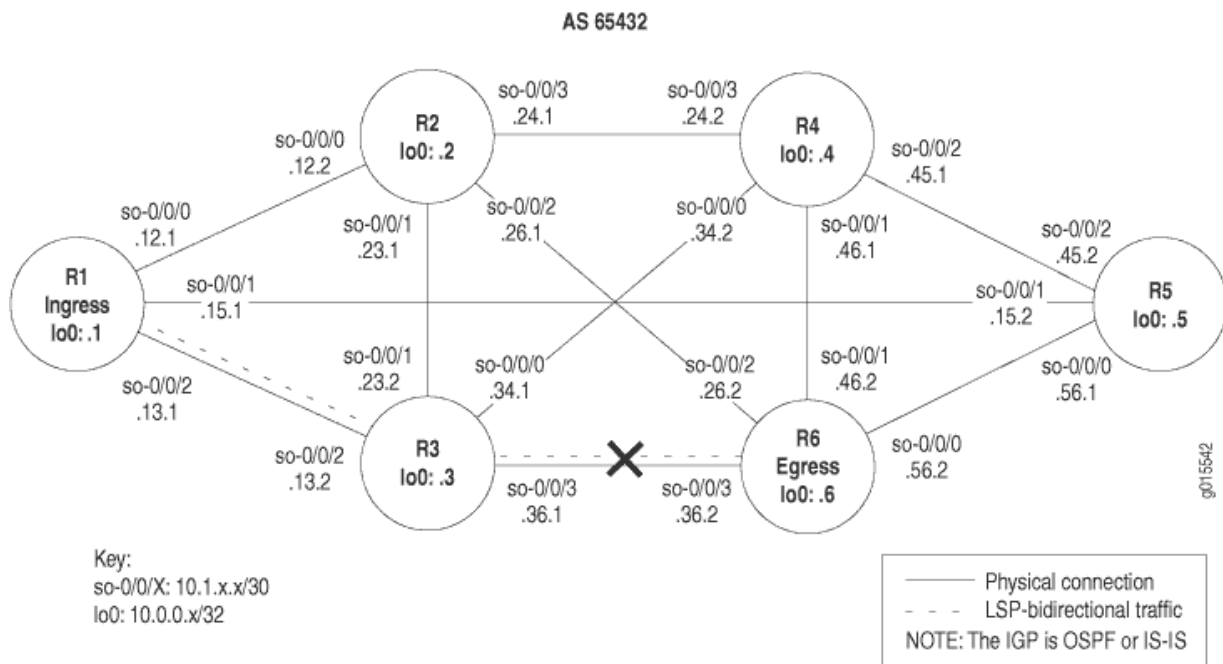 AS 65432
so-0/0/3
.24.1
so-0/0/3
.24.2
R2
lo0: .2
R4
lo0: .4
so-0/0/0
.12.2
so-0/0/2
.45.1
so-0/0/0
.12.1
so-0/0/1
.23.1
so-0/0/2
.26.1
so-0/0/0
.34.2
so-0/0/1
.46.1
so-0/0/2
.45.2
R1
Ingress
lo0: .1
so-0/0/1
.15.1
so-0/0/1
.15.2
R5
lo0: .5
so-0/0/2
.13.1
so-0/0/1
.23.2
so-0/0/0
.34.1
so-0/0/2
.26.2
so-0/0/1
.46.2
so-0/0/0
.56.1
so-0/0/2
.13.2
R3
lo0: .3
R6
Egress
lo0: .6
so-0/0/0
.56.2
so-0/0/3
.36.1
so-0/0/3
.36.2
g015542
Key:
so-0/0/X: 10.1.x.x/30
lo0: 10.0.0.x/32
Physical connection
LSP-bidirectional traffic
NOTE: The IGP is OSPF or IS-IS